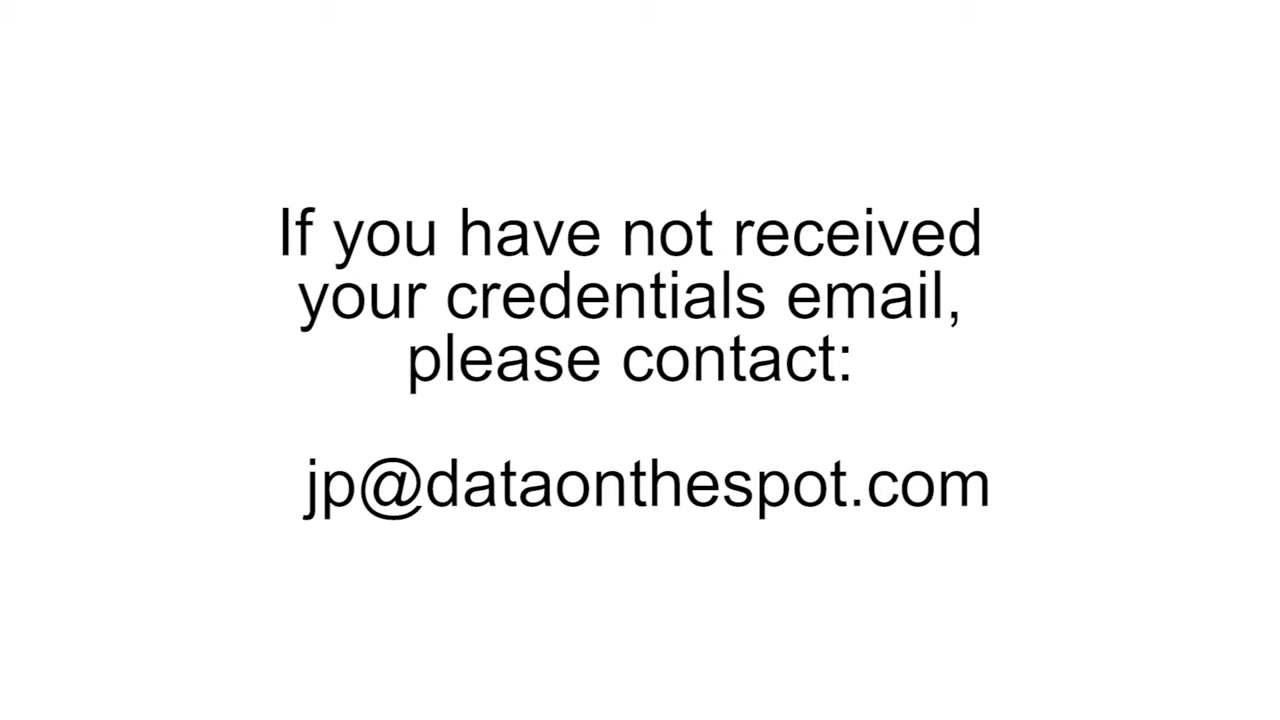 If you have not received
your credentials email,
please contact:
jp@dataonthespot.com